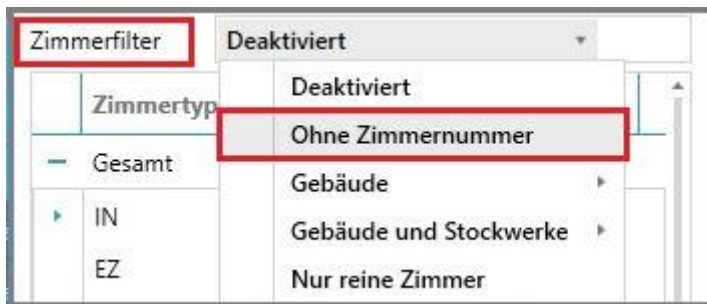 Zimmerfilter Deaktiviert
Deaktiviert
Zimmertyp
Ohne Zimmernummer
Gesamt
Gebäude
IN
Gebäude und Stockwerke
EZ
Nur reine Zimmer